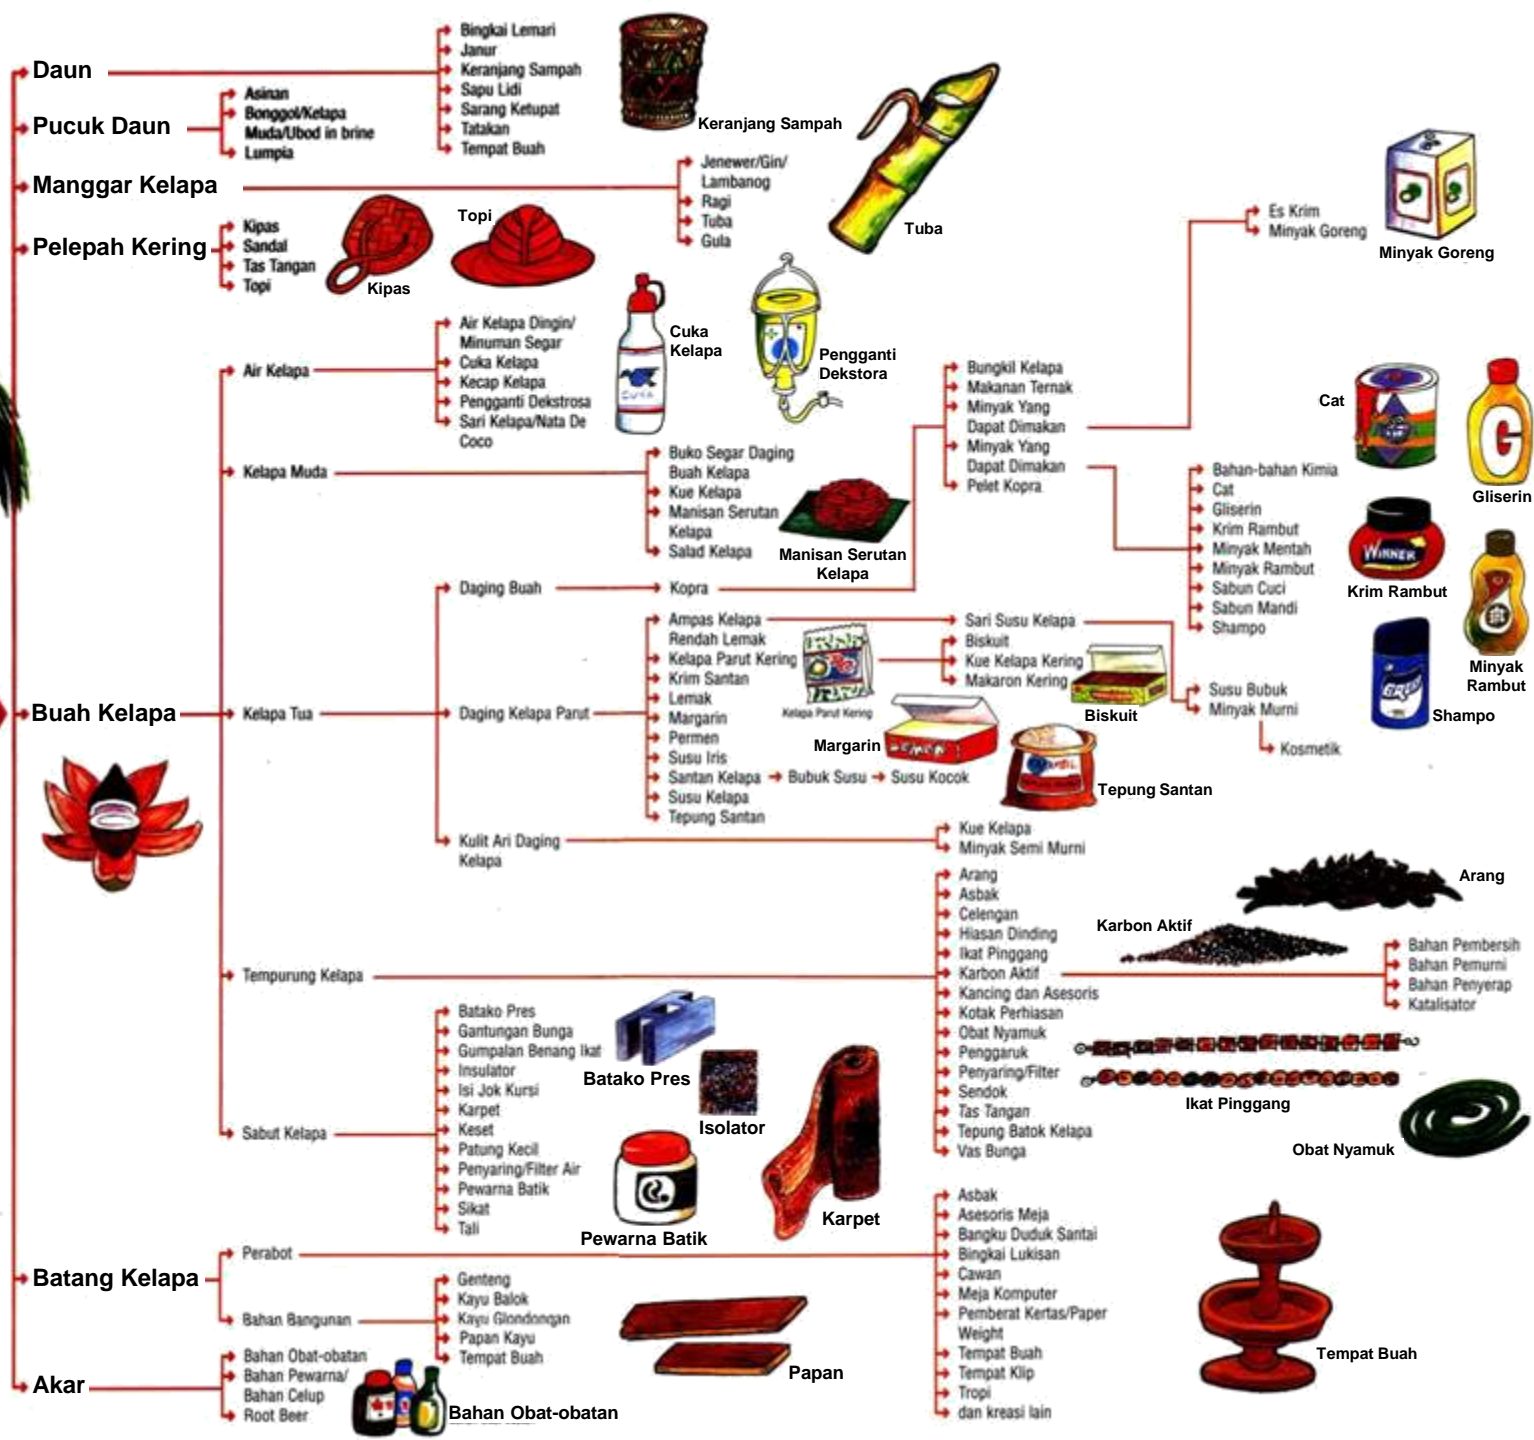 Daun
Bingkai Lemari
Janur
Keranjang Sampah
Sapu Lidi
Sarang Ketupat
Tatakan
Tempat Buah
Keranjang Sampah
Pucuk Daun
Asinan
Bonggol/Kelapa
Muda/Ubod in brine
Lumpia
Manggar Kelapa
Jenewer/Gin/
Lambanog
Ragi
Tuba
Gula
Tuba
Pelepah Kering
Kipas
Sandal
Tas Tangan
Topi
Kipas
Topi
Buah Kelapa
Air Kelapa
Air Kelapa Dingin/
Minuman Segar
Cuka Kelapa
Kecap Kelapa
Pengganti Dekstrosa
Sari Kelapa/Nata De
Coco
CUKA
Cuka
Kelapa
Pengganti
Dekstora
Kelapa Muda
Buko Segar Daging
Buah Kelapa
Kue Kelapa
Manisan Serutan
Kelapa
Salad Kelapa
Manisan Serutan
Kelapa
Kelapa Tua
Daging Buah
Kopra
Bungkil Kelapa
Makanan Ternak
Minyak Yang
Dapat Dimakan
Minyak Yang
Dapat Dimakan
Pelet Kopra
Es Krim
Minyak Goreng
Minyak Goreng
Bahan-bahan Kimia
Cat
Gliserin
Krim Rambut
Minyak Mentah
Minyak Rambut
Sabun Cuci
Sabun Mandi
Shampo
Cat
G
Gliserin
WINNER
Krim Rambut
Minyak
Rambut
Shampo
Daging Kelapa Parut
Ampas Kelapa
Rendah Lemak
Kelapa Parut Kering
Krim Santan
Lemak
Margarin
Permen
Susu Iris
Santan Kelapa
Bubuk Susu
Susu Kocok
Susu Kelapa
Tepung Santan
Kelapa Parut Kering
Sari Susu Kelapa
Biskuit
Kue Kelapa Kering
Makaron Kering
Biskuit
Margarin
Tepung Santan
Susu Bubuk
Minyak Murni
Kosmetik
Kulit Ari Daging
Kelapa
Kue Kelapa
Minyak Semi Murni
Tempurung Kelapa
Arang
Asbak
Celengan
Hiasan Dinding
Ikat Pinggang
Karbon Aktif
Kancing dan Asesoris
Kotak Perhiasan
Obat Nyamuk
Penggaruk
Penyaring/Filter
Sendok
Tas Tangan
Tepung Batok Kelapa
Vas Bunga
Arang
Karbon Aktif
Bahan Pembersih
Bahan Pemurni
Bahan Penyerap
Katalisator
Ikat Pinggang
Obat Nyamuk
Sabut Kelapa
Batako Pres
Gantungan Bunga
Gumpalan Benang Ikat
Insulator
Isi Jok Kursi
Karpet
Keset
Patung Kecil
Penyaring/Filter Air
Pewarna Batik
Sikat
Tali
Batako Pres
Isolator
Pewarna Batik
Karpet
Batang Kelapa
Perabot
Asbak
Asesoris Meja
Bangku Duduk Santai
Bingkai Lukisan
Cawan
Meja Komputer
Pemberat Kertas/Paper
Weight
Tempat Buah
Tempat Klip
Tropi
dan kreasi lain
Tempat Buah
Bahan Bangunan
Genteng
Kayu Balok
Kayu Glondongan
Papan Kayu
Tempat Buah
Papan
Akar
Bahan Obat-obatan
Bahan Pewarna/
Bahan Celup
Root Beer
Bahan Obat-obatan